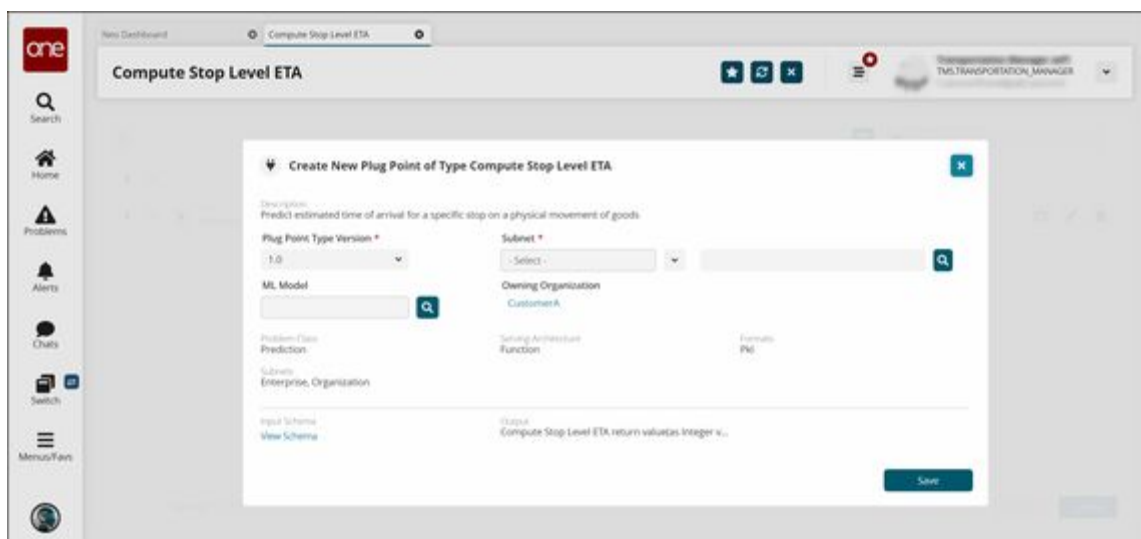 one
Neo Dashboard
Compute Stop Level ETA
Compute Stop Level ETA
TMS.TRANSPORTATION_MANAGER
Search
Home
Problems
Alerts
Chats
Switch
Menus/Favs
Create New Plug Point of Type Compute Stop Level ETA
Description
Predict estimated time of arrival for a specific stop on a physical movement of goods
Plug Point Type Version *
Subnet *
1.0
- Select -
ML Model
Owning Organization
CustomerA
Problem Class
Serving Architecture
Formats
Prediction
Function
Pkl
Subnets
Enterprise, Organization
Input Schema
Output
View Schema
Compute Stop Level ETA return valuetas Integer v...
Save